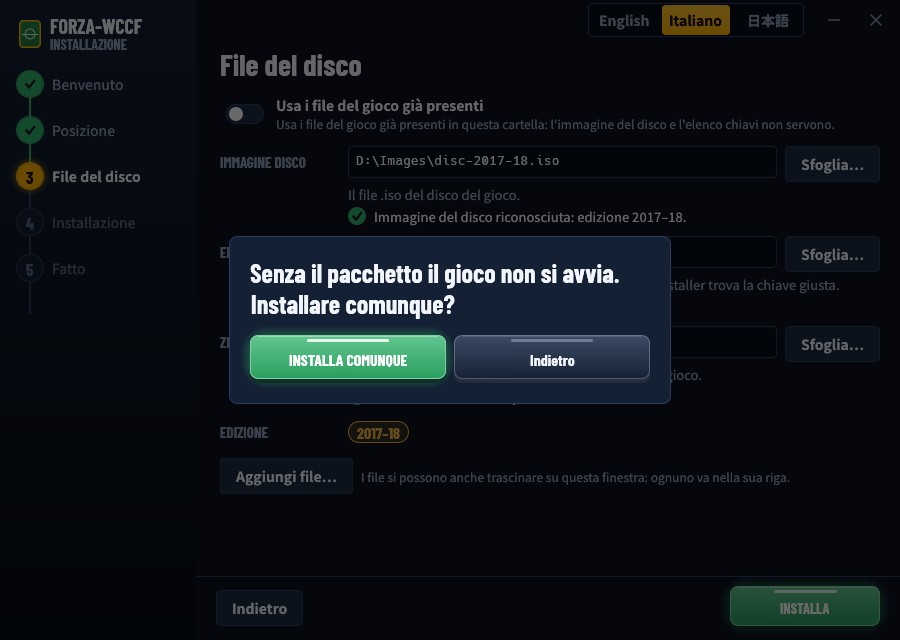 FORZA-WCCF
INSTALLAZIONE
English
Italiano
日本語
Benvenuto
Posizione
3
File del disco
4
Installazione
5
Fatto
File del disco
Usa i file del gioco già presenti
Usa i file del gioco già presenti in questa cartella: l'immagine del disco e l'elenco chiavi non servono.
IMMAGINE DISCO
D:\Images\disc-2017-18.iso
Sfoglia…
Il file .iso del disco del gioco.
Immagine del disco riconosciuta: edizione 2017–18.
Sfoglia…
la chiave giusta.
Senza il pacchetto il gioco non si avvia.
Installare comunque?
INSTALLA COMUNQUE
Indietro
Sfoglia…
EDIZIONE
2017–18
Aggiungi file…
I file si possono anche trascinare su questa finestra: ognuno va nella sua riga.
Indietro
INSTALLA